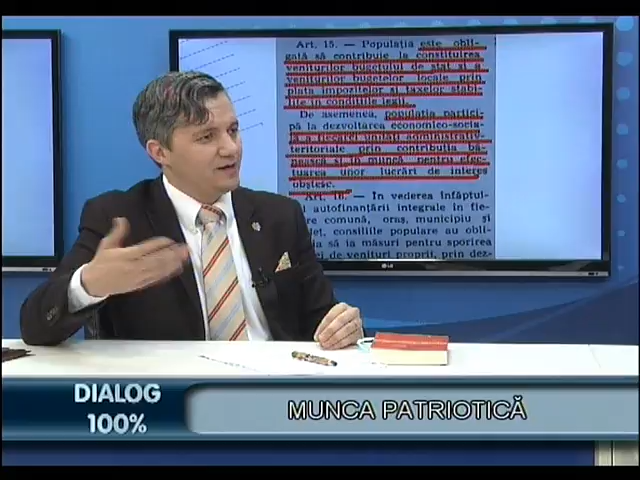 Art. 15. — Populația este obli-
gată să contribuie la constituirea
veniturilor bugetului de stat și a
veniturilor bugetelor locale prin
plata impozitelor și taxelor stabi-
lite în condițiile legii.
De asemenea, populația partici-
pă la dezvoltarea economico-socia-
lă a fiecărei unități administrativ-
teritoriale prin contribuția bă-
nească și în muncă pentru efec-
tuarea unor lucrări de interes
obștesc.
Art. 16. — În vederea înfăptui-
autofinanțării integrale în fie-
comună, oraș, municipiu și
consiliile populare au obli-
să ia măsuri pentru sporirea
de venituri proprii, prin dez-
LG
DIALOG
100%
MUNCA PATRIOTICĂ